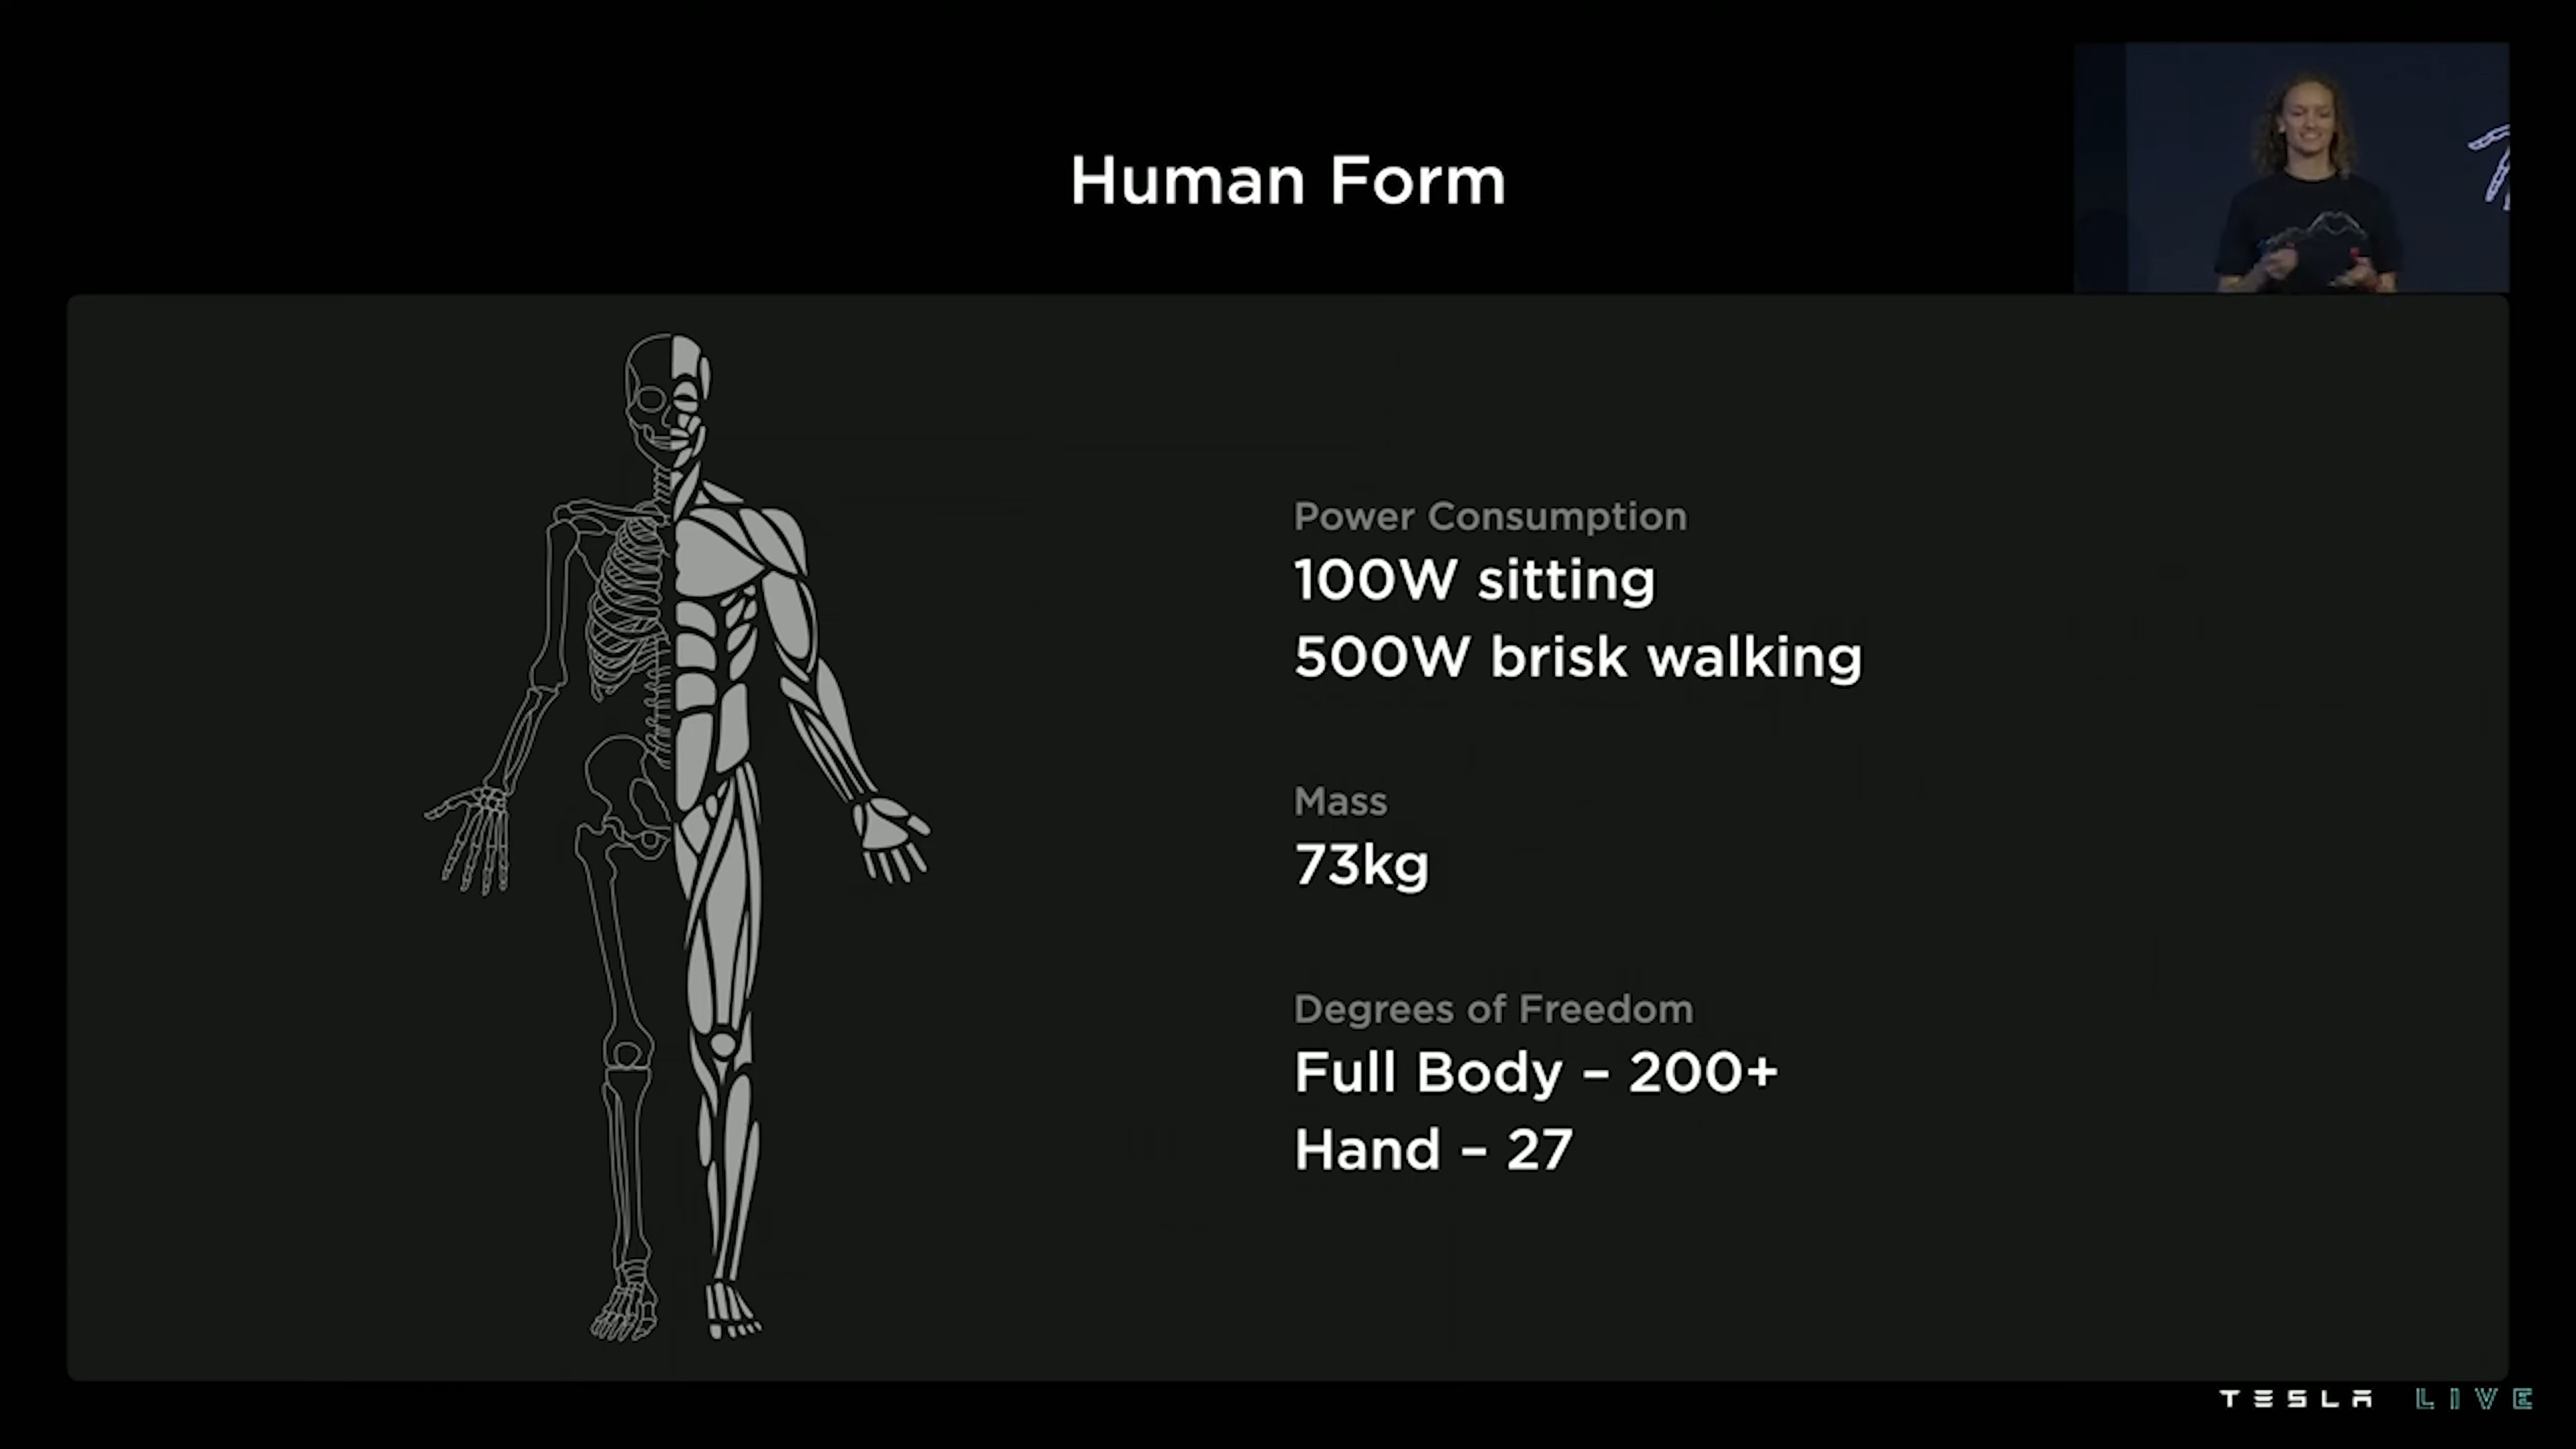 Human Form
Power Consumption
100W sitting
500W brisk walking
Mass
73kg
Degrees of Freedom
Full Body – 200+
Hand – 27
TESLA LIVE